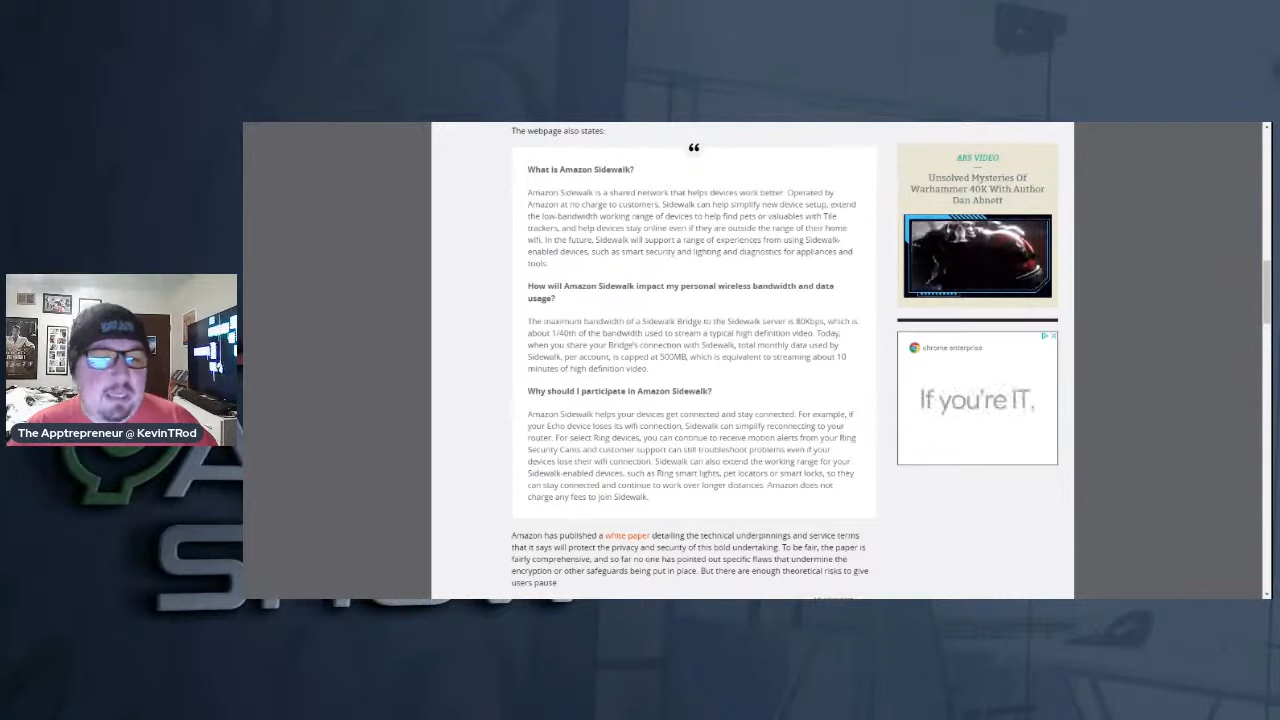 The webpage also states:
“
What is Amazon Sidewalk?
Amazon Sidewalk is a shared network that helps devices work better. Operated by
Amazon at no charge to customers, Sidewalk can help simplify new device setup, extend
the low-bandwidth working range of devices to help find pets or valuables with Tile
trackers, and help devices stay online even if they are outside the range of their home
wifi. In the future, Sidewalk will support a range of experiences from using Sidewalk-
enabled devices, such as smart security and lighting and diagnostics for appliances and
tools.
How will Amazon Sidewalk impact my personal wireless bandwidth and data
usage?
The maximum bandwidth of a Sidewalk Bridge to the Sidewalk server is 80Kbps, which is
about 1/40th of the bandwidth used to stream a typical high definition video. Today,
when you share your Bridge's connection with Sidewalk, total monthly data used by
Sidewalk, per account, is capped at 500MB, which is equivalent to streaming about 10
minutes of high definition video.
Why should I participate in Amazon Sidewalk?
Amazon Sidewalk helps your devices get connected and stay connected. For example, if
your Echo device loses its wifi connection, Sidewalk can simplify reconnecting to your
router. For select Ring devices, you can continue to receive motion alerts from your Ring
Security Cams and customer support can still troubleshoot problems even if your
devices lose their wifi connection. Sidewalk can also extend the working range for your
Sidewalk-enabled devices, such as Ring smart lights, pet locators or smart locks, so they
can stay connected and continue to work over longer distances. Amazon does not
charge any fees to join Sidewalk.
Amazon has published a white paper detailing the technical underpinnings and service terms
that it says will protect the privacy and security of this bold undertaking. To be fair, the paper is
fairly comprehensive, and so far no one has pointed out specific flaws that undermine the
encryption or other safeguards being put in place. But there are enough theoretical risks to give
users pause
ARS VIDEO
Unsolved Mysteries Of
Warhammer 40K With Author
Dan Abnett
chrome enterprise
If you're IT,
The Apptrepreneur @ KevinTRod